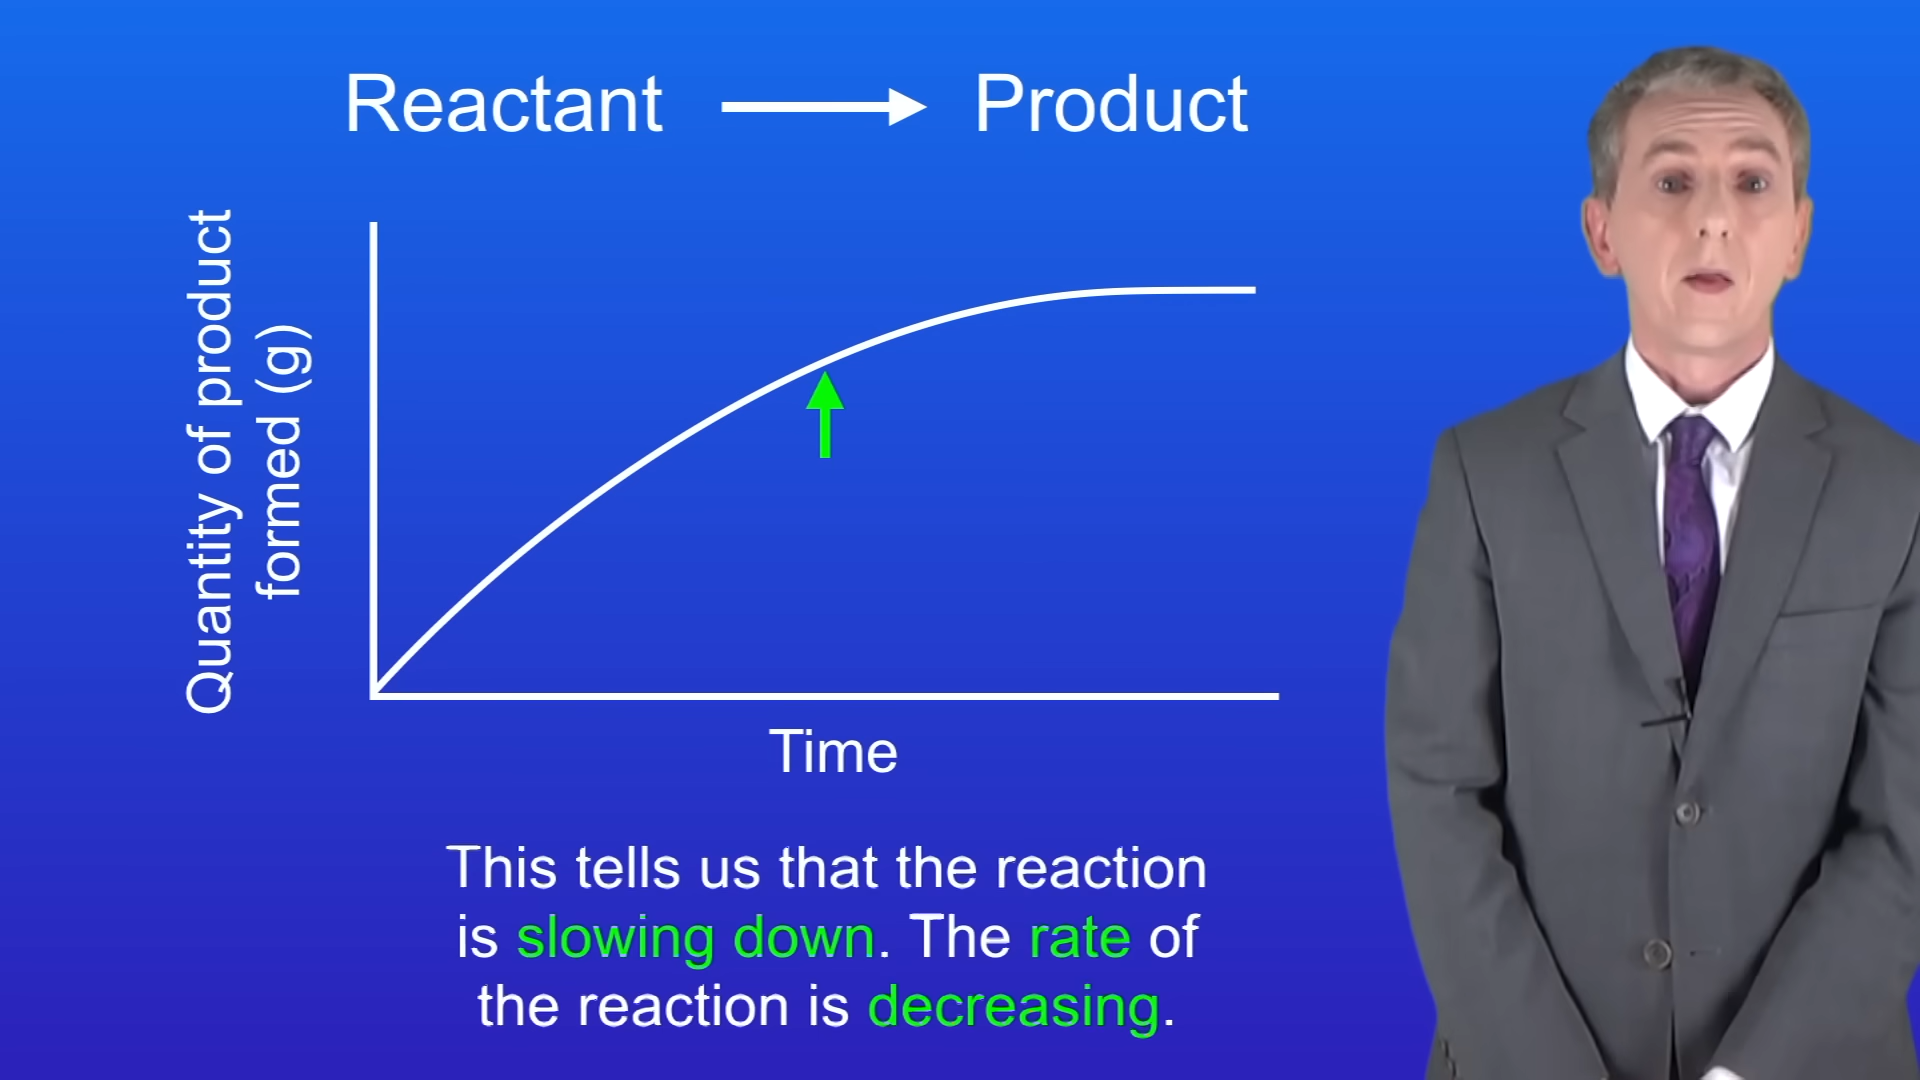 Reactant → Product
Quantity of product
formed (g)
Time
This tells us that the reaction
is slowing down. The rate of
the reaction is decreasing.